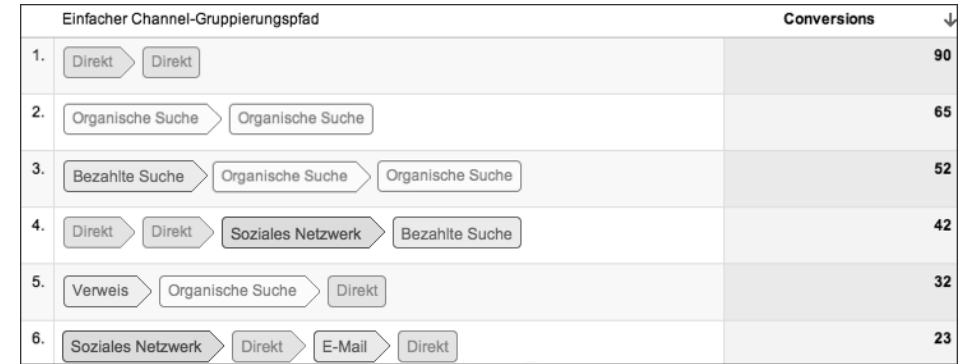 Einfacher Channel-Gruppierungspfad Conversions
1. Direkt Direkt 90
2. Organische Suche Organische Suche 65
3. Bezahlte Suche Organische Suche Organische Suche 52
4. Direkt Direkt Soziales Netzwerk Bezahlte Suche 42
5. Verweis Organische Suche Direkt 32
6. Soziales Netzwerk Direkt E-Mail Direkt 23